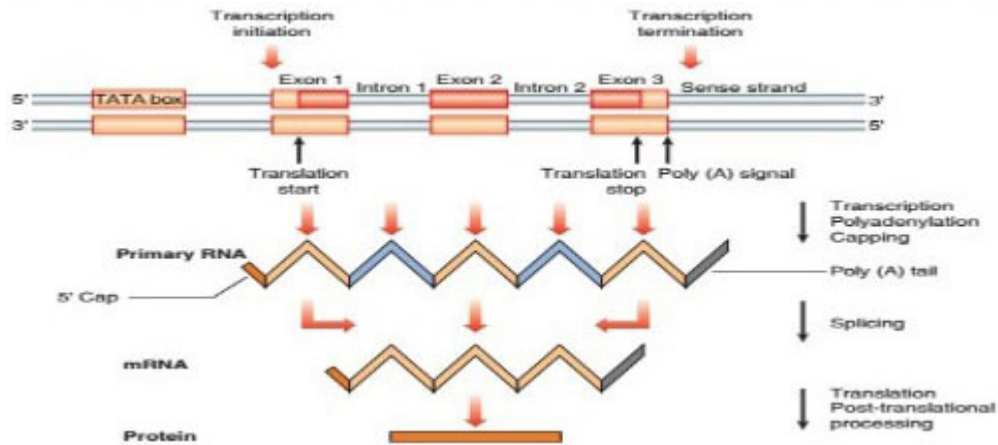 Transcription
initiation
Transcription
termination
Exon 1
Intron 1
Exon 2
Intron 2
Exon 3
Sense strand
5'
TATA box
3'
3'
5'
Translation
start
Translation
stop
Poly (A) signal
Transcription
Polyadenylation
Capping
Primary RNA
Poly (A) tail
5' Cap
Splicing
mRNA
Translation
Post-translational
processing
Protein